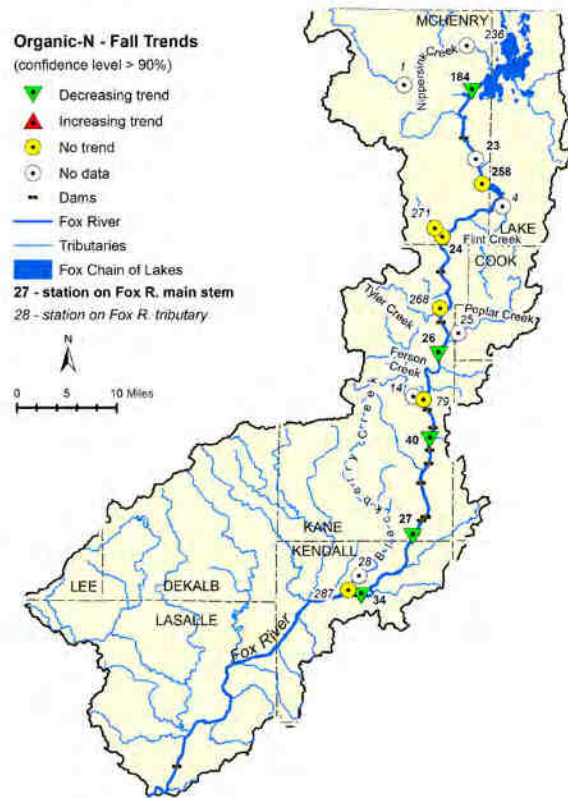 Organic-N - Fall Trends
(confidence level > 90%)
Decreasing trend
Increasing trend
No trend
No data
Dams
Fox River
Tributaries
Fox Chain of Lakes
27 - station on Fox R. main stem
28 - station on Fox R. tributary
N
0 5 10 Miles
MCHENRY
236
Nippersink Creek
1
184
23
258
4
LAKE
271
24
Flint Creek
COOK
268
Tyler Creek
Poplar Creek
25
26
Ferson
Creek
14
79
40
Blackberry Creek
KANE
27
KENDALL
28
LEE
DEKALB
287
34
LASALLE
Fox River